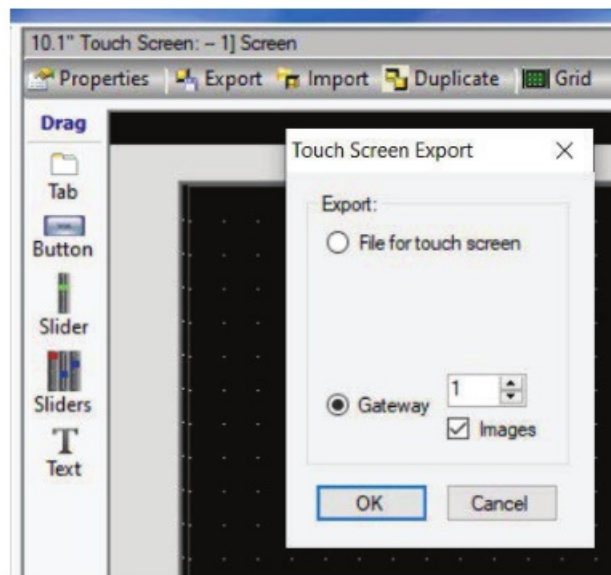 10.1" Touch Screen: – 1] Screen
Properties Export Import Duplicate Grid
Drag
Tab
Button
Slider
Sliders
Text
Touch Screen Export
Export:
File for touch screen
Gateway 1
Images
OK Cancel